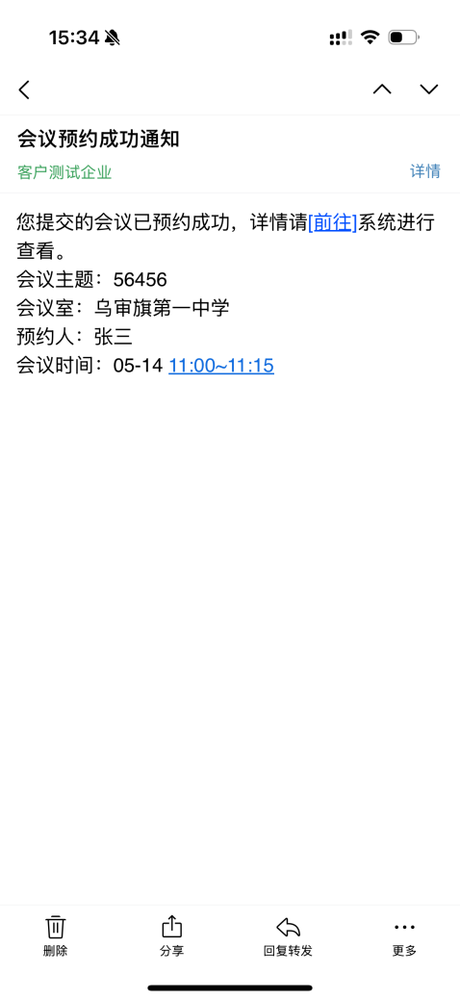 15:34
会议预约成功通知
客户测试企业
详情
您提交的会议已预约成功，详情请[前往]系统进行
查看。
会议主题：56456
会议室：乌审旗第一中学
预约人：张三
会议时间：05-14 11:00~11:15
删除
分享
回复转发
更多